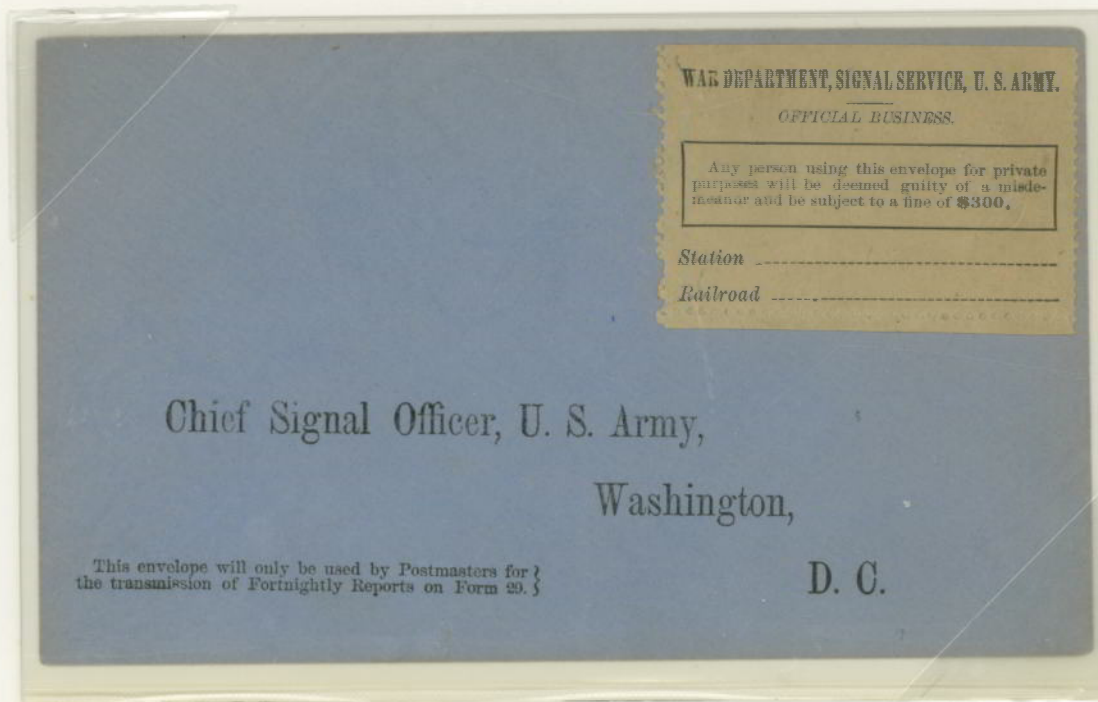 WAR DEPARTMENT, SIGNAL SERVICE, U. S. ARMY.
OFFICIAL BUSINESS.
Any person using this envelope for private
purposes will be deemed guilty of a misde-
meanor and be subject to a fine of $300.
Station
Railroad
Chief Signal Officer, U. S. Army,
Washington,
D. C.
This envelope will only be used by Postmasters for
the transmission of Fortnightly Reports on Form 29.